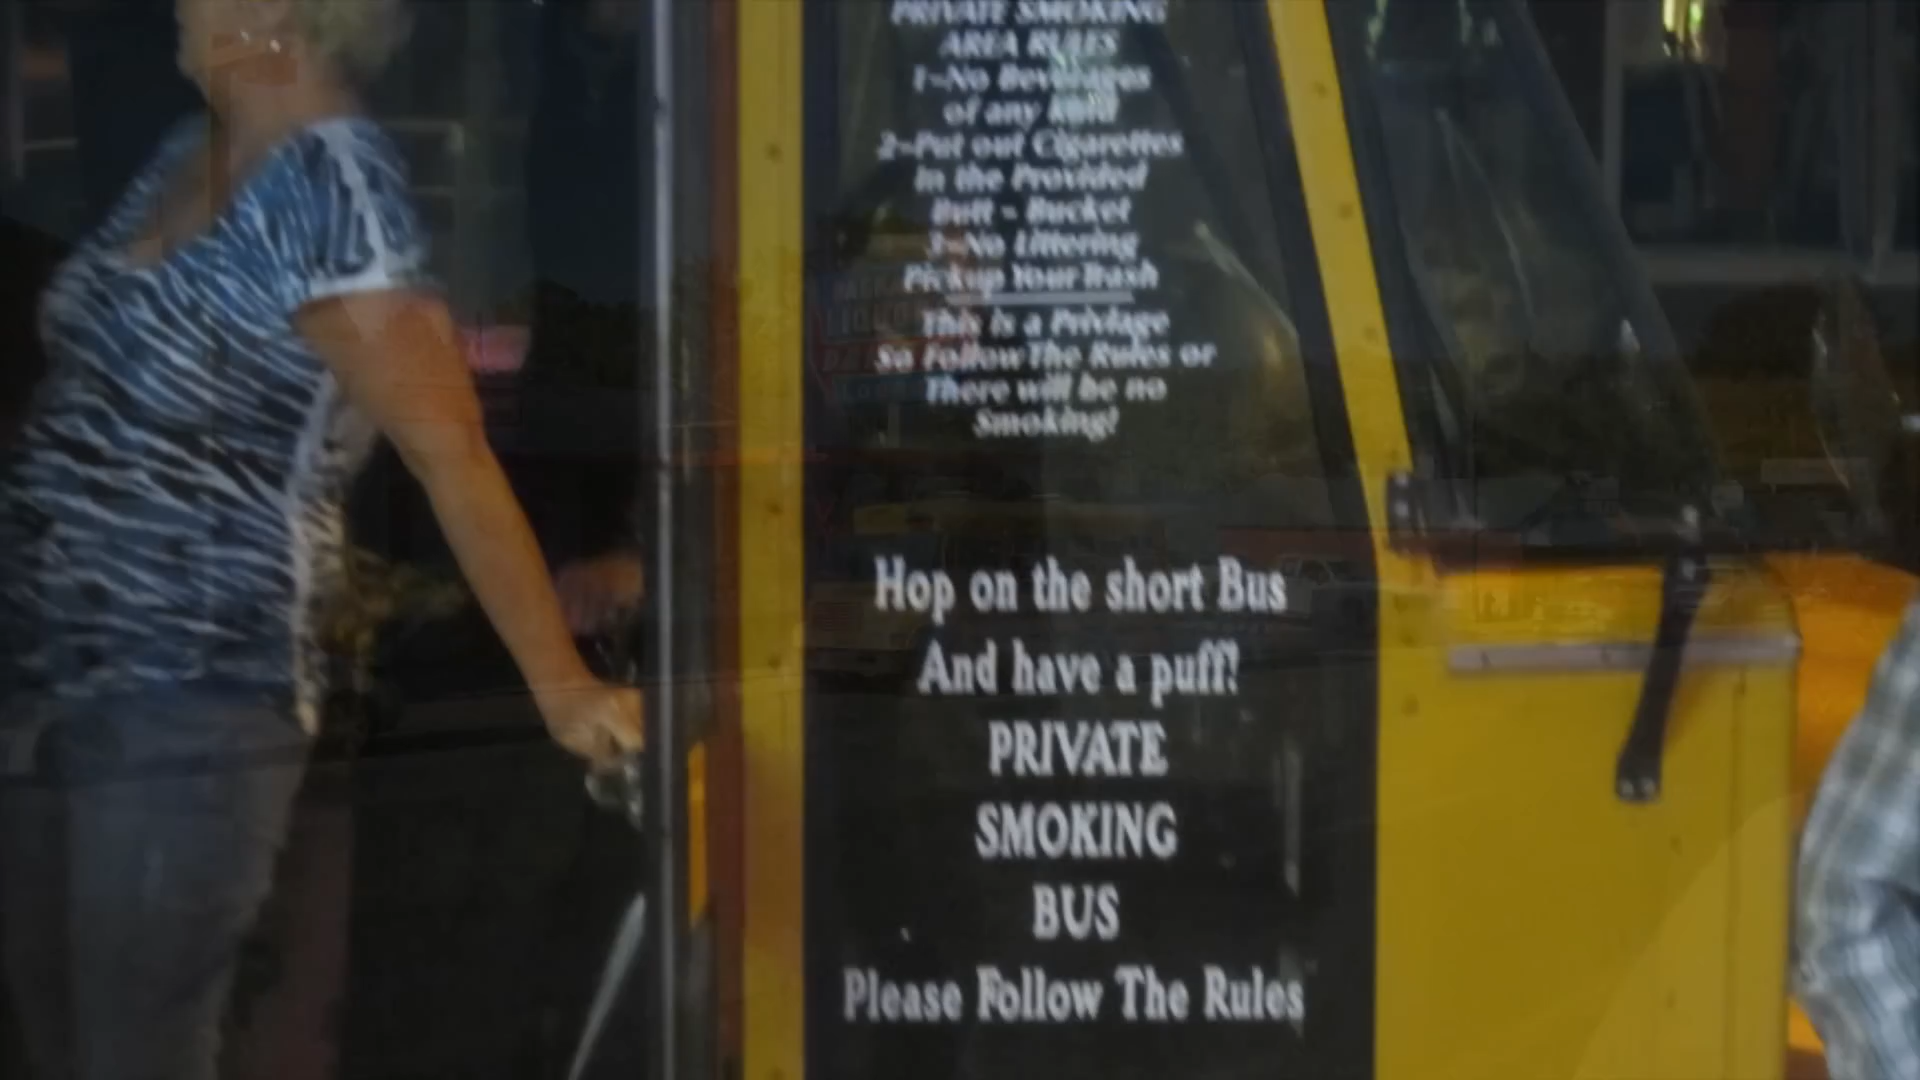 PRIVATE SMOKING
AREA RULES
1-No Beverages
of any kind
2-Put out Cigarettes
in the Provided
Butt - Bucket
3-No Littering
Pickup Your Trash
This is a Privlage
So Follow The Rules or
There will be no
Smoking!
Hop on the short Bus
And have a puff!
PRIVATE
SMOKING
BUS
Please Follow The Rules